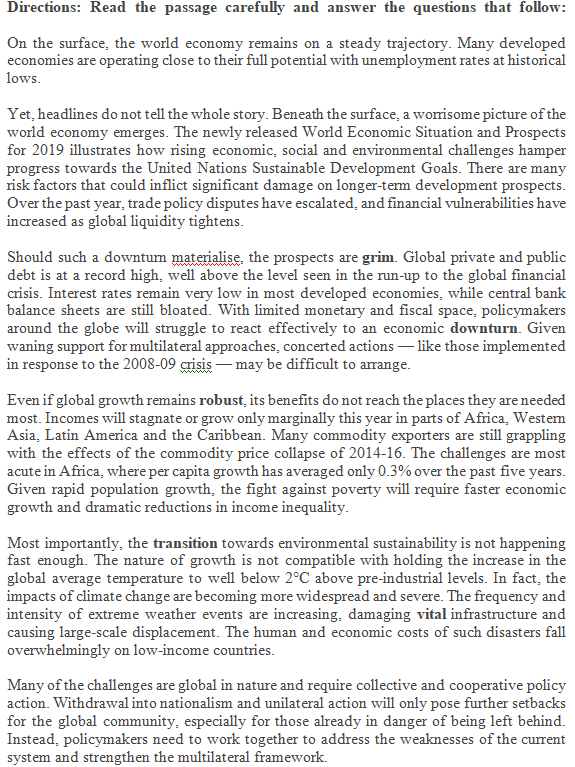 Directions: Read the passage carefully and answer the questions that follow:
On the surface, the world economy remains on a steady trajectory. Many developed
economies are operating close to their full potential with unemployment rates at historical
lows.
Yet, headlines do not tell the whole story. Beneath the surface, a worrisome picture of the
world economy emerges. The newly released World Economic Situation and Prospects
for 2019 illustrates how rising economic, social and environmental challenges hamper
progress towards the United Nations Sustainable Development Goals. There are many
risk factors that could inflict significant damage on longer-term development prospects.
Over the past year, trade policy disputes have escalated, and financial vulnerabilities have
increased as global liquidity tightens.
Should such a downturn materialise, the prospects are grim. Global private and public
debt is at a record high, well above the level seen in the run-up to the global financial
crisis. Interest rates remain very low in most developed economies, while central bank
balance sheets are still bloated. With limited monetary and fiscal space, policymakers
around the globe will struggle to react effectively to an economic downturn. Given
waning support for multilateral approaches, concerted actions — like those implemented
in response to the 2008-09 crisis — may be difficult to arrange.
Even if global growth remains robust, its benefits do not reach the places they are needed
most. Incomes will stagnate or grow only marginally this year in parts of Africa, Western
Asia, Latin America and the Caribbean. Many commodity exporters are still grappling
with the effects of the commodity price collapse of 2014-16. The challenges are most
acute in Africa, where per capita growth has averaged only 0.3% over the past five years.
Given rapid population growth, the fight against poverty will require faster economic
growth and dramatic reductions in income inequality.
Most importantly, the transition towards environmental sustainability is not happening
fast enough. The nature of growth is not compatible with holding the increase in the
global average temperature to well below 2°C above pre-industrial levels. In fact, the
impacts of climate change are becoming more widespread and severe. The frequency and
intensity of extreme weather events are increasing, damaging vital infrastructure and
causing large-scale displacement. The human and economic costs of such disasters fall
overwhelmingly on low-income countries.
Many of the challenges are global in nature and require collective and cooperative policy
action. Withdrawal into nationalism and unilateral action will only pose further setbacks
for the global community, especially for those already in danger of being left behind.
Instead, policymakers need to work together to address the weaknesses of the current
system and strengthen the multilateral framework.